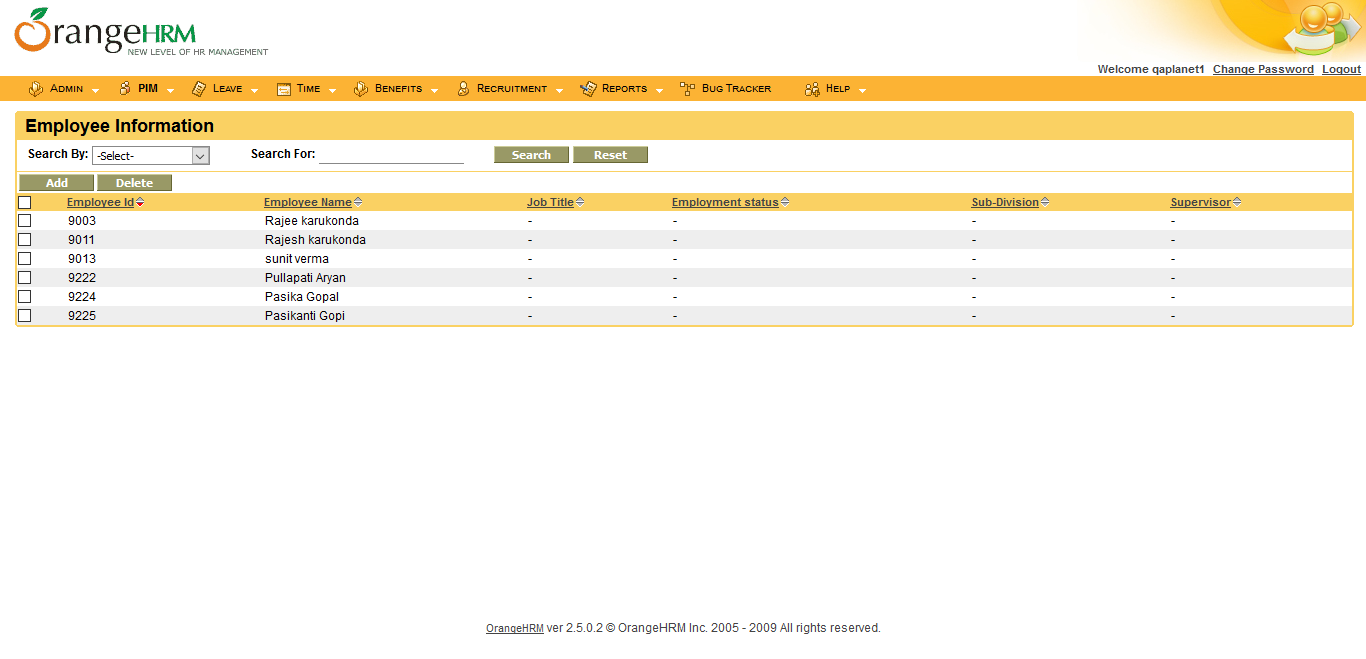 OrangeHRM
NEW LEVEL OF HR MANAGEMENT
Welcome qaplanet1 Change Password Logout
ADMIN PIM LEAVE TIME BENEFITS RECRUITMENT REPORTS BUG TRACKER HELP
Employee Information
Search By: -Select- Search For: Search Reset
Add Delete
Employee Id Employee Name Job Title Employment status Sub-Division Supervisor
9003 Rajee karukonda - - - -
9011 Rajesh karukonda - - - -
9013 sunit verma - - - -
9222 Pullapati Aryan - - - -
9224 Pasika Gopal - - - -
9225 Pasikanti Gopi - - - -
OrangeHRM ver 2.5.0.2 © OrangeHRM Inc. 2005 - 2009 All rights reserved.